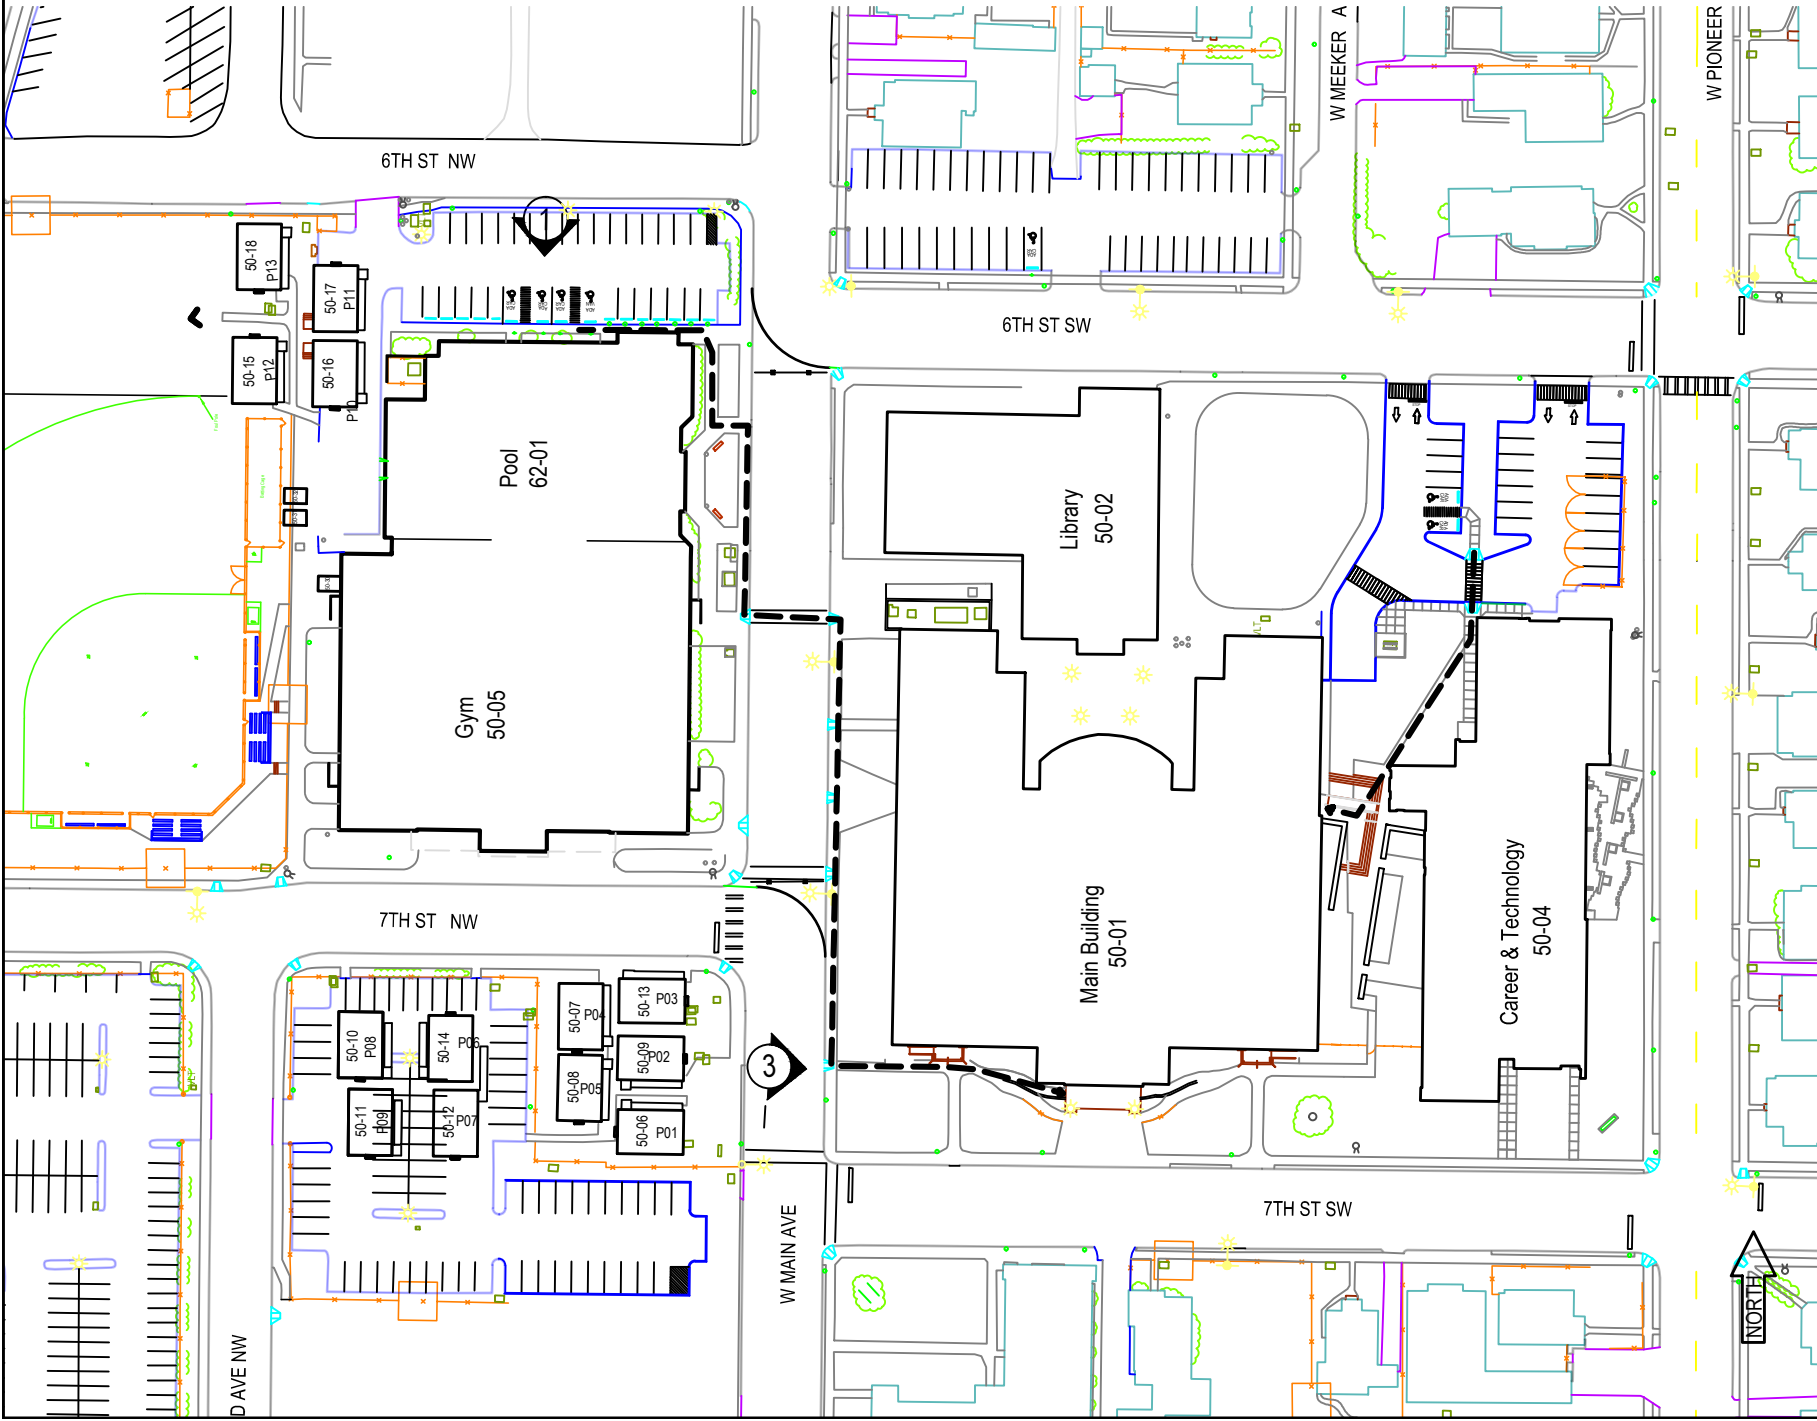 W MEEKER A
W PIONEER
6TH ST NW
1
50-18
P13
50-17
P11
50-15
P12
50-16
P10
6TH ST SW
Pool
62-01
Library
50-02
Gym
50-05
Main Building
50-01
Career & Technology
50-04
7TH ST NW
50-10
P08
50-14
P06
50-07
P04
50-13
P03
50-09
P02
50-08
P05
50-11
P09
50-12
P07
50-06
P01
3
W MAIN AVE
7TH ST SW
D AVE NW
NORTH